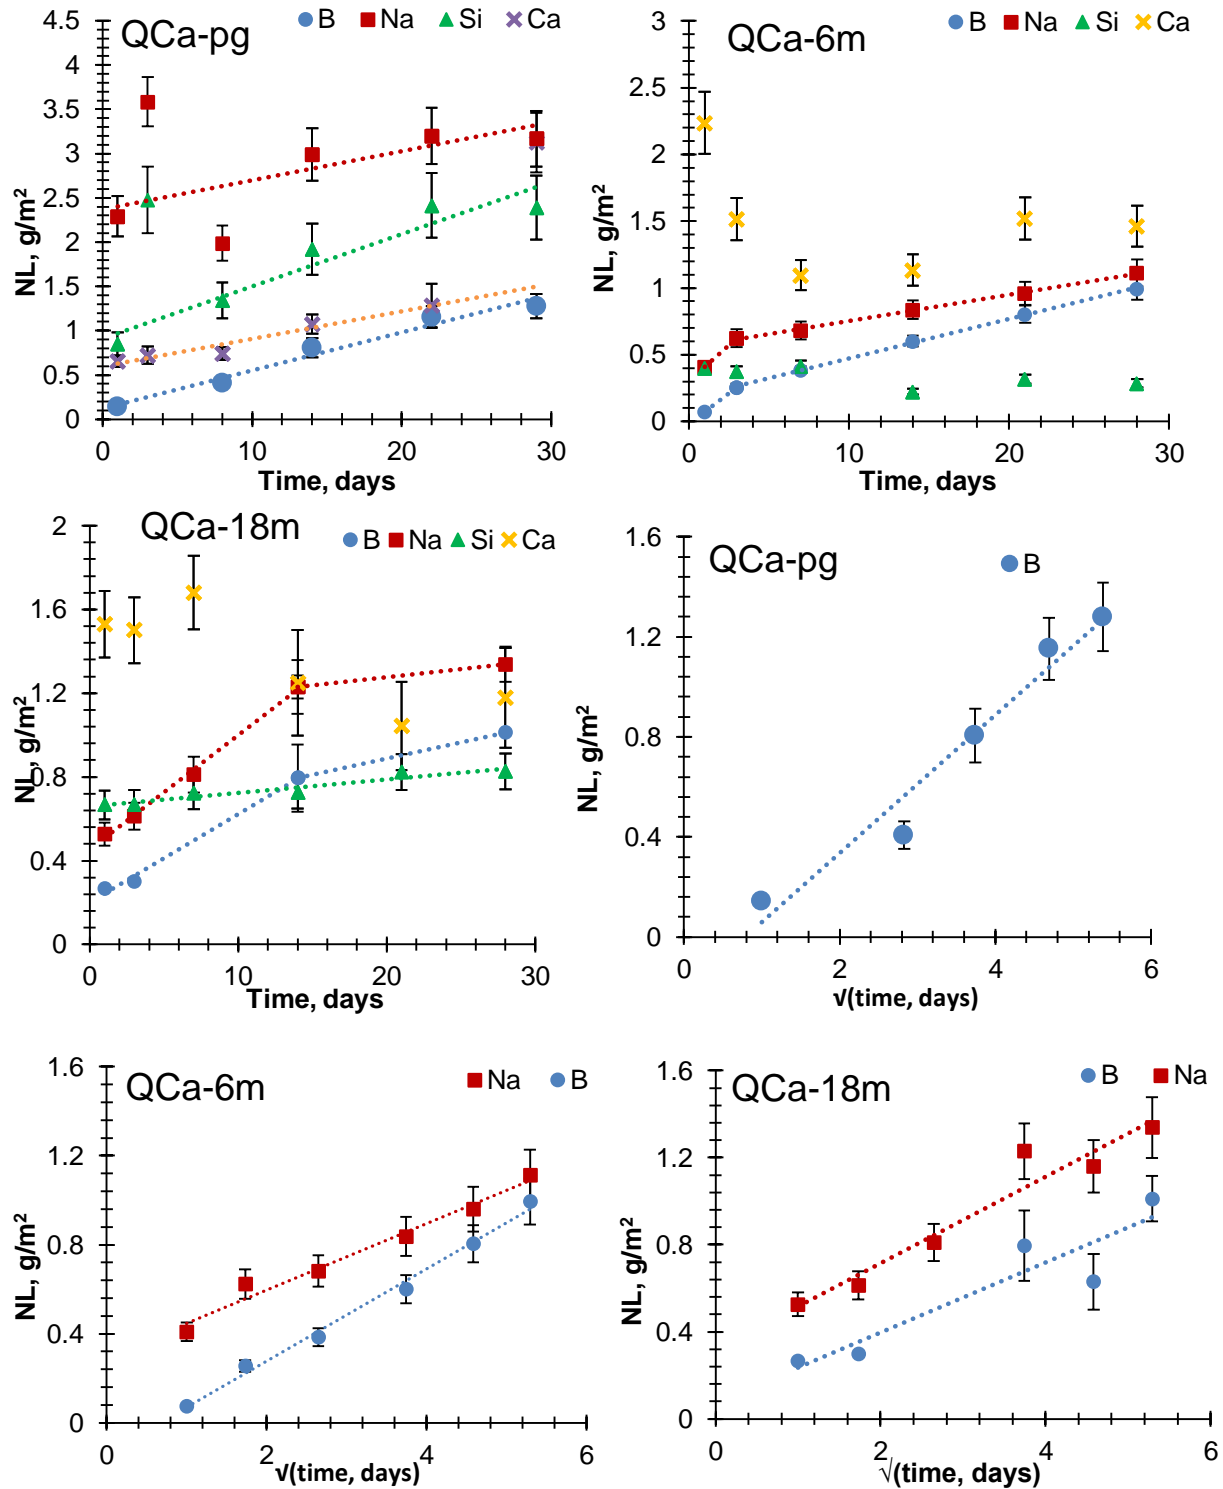 QCa-pg
B Na Si Ca
NL, g/m²
4.5
4
3.5
3
2.5
2
1.5
1
0.5
0
0 10 20 30
Time, days
QCa-6m
B Na Si Ca
NL, g/m²
3
2.5
2
1.5
1
0.5
0
0 10 20 30
Time, days
QCa-18m
B Na Si Ca
NL, g/m²
2
1.6
1.2
0.8
0.4
0
0 10 20 30
Time, days
QCa-pg
B
NL, g/m²
1.6
1.2
0.8
0.4
0
0 2 4 6
√(time, days)
QCa-6m
Na B
NL, g/m²
1.6
1.2
0.8
0.4
0
0 2 4 6
√(time, days)
QCa-18m
B Na
NL, g/m²
1.6
1.2
0.8
0.4
0
0 2 4 6
√(time, days)